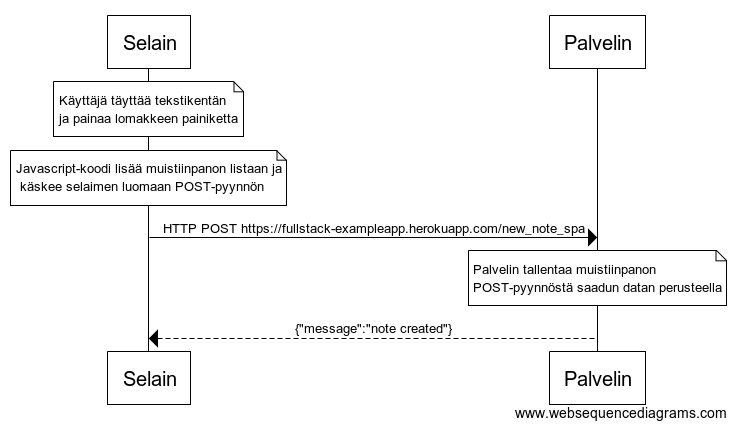 Selain
Palvelin
Käyttäjä täyttää tekstikentän
ja painaa lomakkeen painiketta
Javascript-koodi lisää muistiinpanon listaan ja
käskee selaimen luomaan POST-pyynnön
HTTP POST https://fullstack-exampleapp.herokuapp.com/new_note_spa
Palvelin tallentaa muistiinpanon
POST-pyynnöstä saadun datan perusteella
{"message":"note created"}
Selain
Palvelin
www.websequencediagrams.com